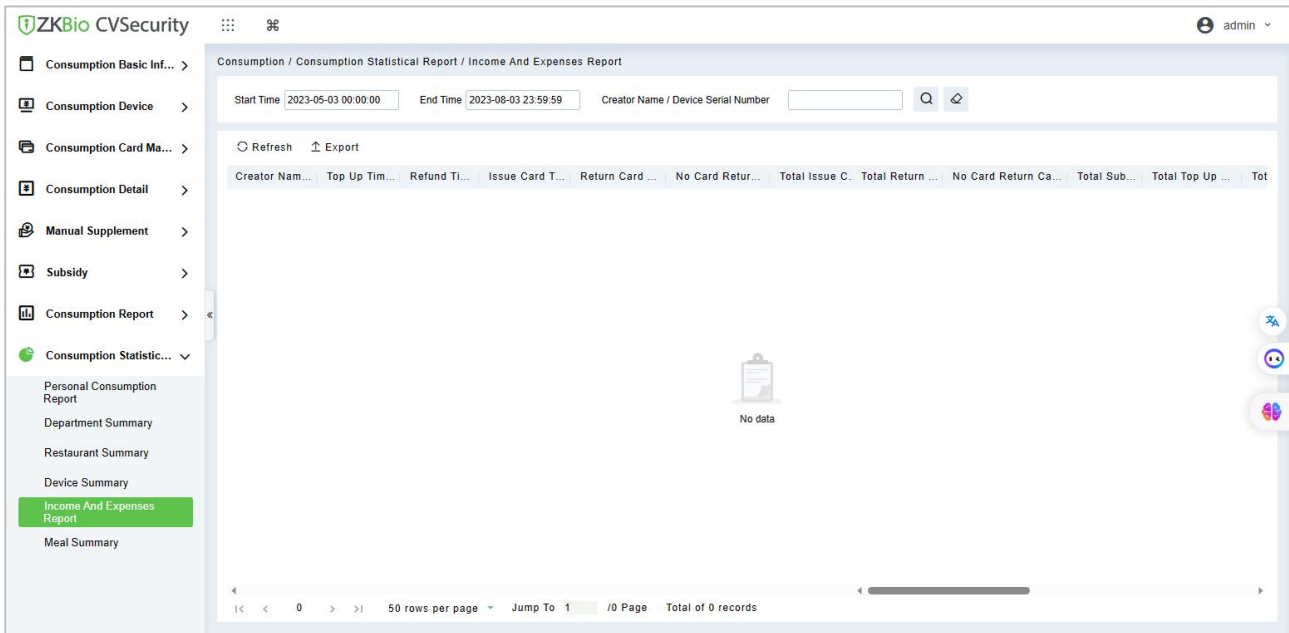 ZKBio CVSecurity
admin
Consumption Basic Inf...
Consumption Device
Consumption Card Ma...
Consumption Detail
Manual Supplement
Subsidy
Consumption Report
Consumption Statistic...
Personal Consumption
Report
Department Summary
Restaurant Summary
Device Summary
Income And Expenses
Report
Meal Summary
Consumption / Consumption Statistical Report / Income And Expenses Report
Start Time 2023-05-03 00:00:00 End Time 2023-08-03 23:59:59 Creator Name / Device Serial Number
Refresh Export
Creator Nam... Top Up Tim... Refund Ti... Issue Card T... Return Card ... No Card Retur... Total Issue C. Total Return ... No Card Return Ca... Total Sub... Total Top Up ... Tot
No data
0 50 rows per page Jump To 1 /0 Page Total of 0 records